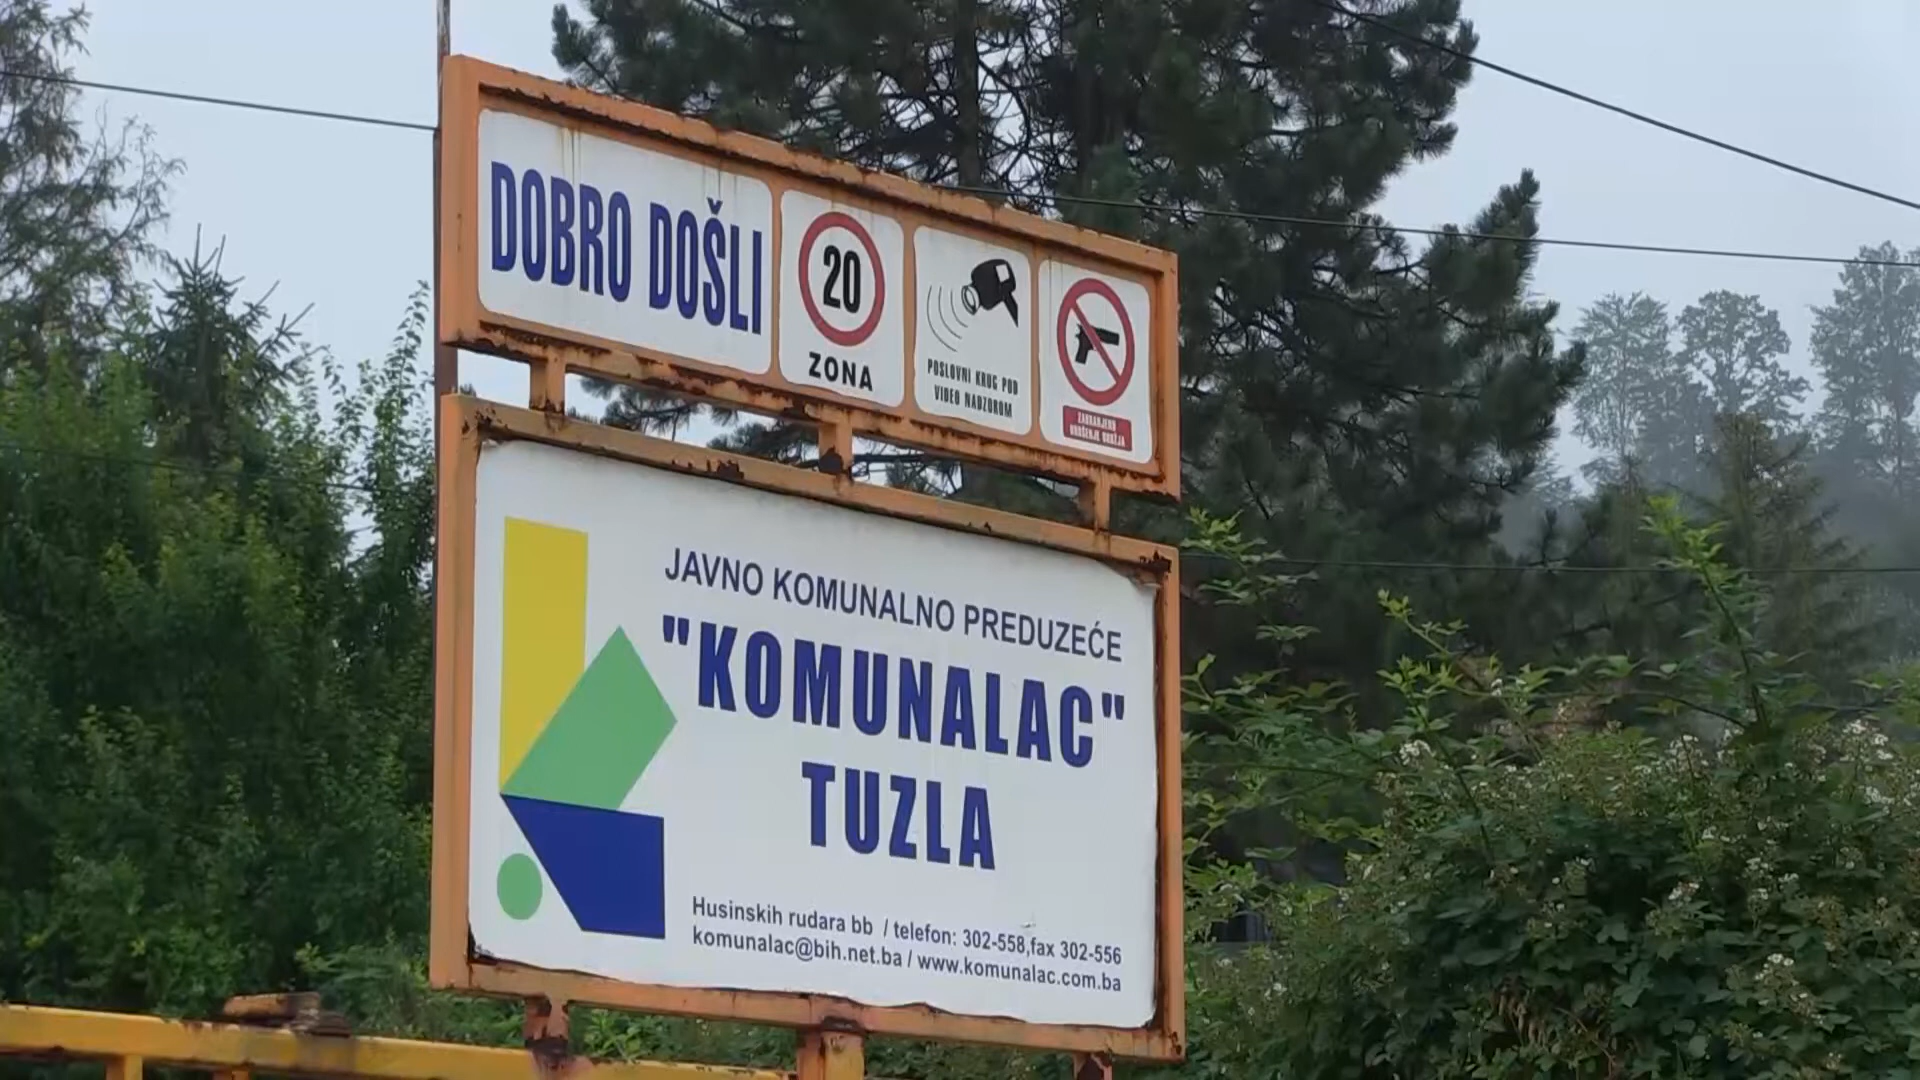 DOBRO DOŠLI
20
ZONA
POSLOVNI KRUG POD
VIDEO NADZOROM
ZABRANJENO
UNOŠENJE ORUŽJA
JAVNO KOMUNALNO PREDUZEĆE
"KOMUNALAC"
TUZLA
Husinskih rudara bb / telefon: 302-558,fax 302-556
komunalac@bih.net.ba / www.komunalac.com.ba